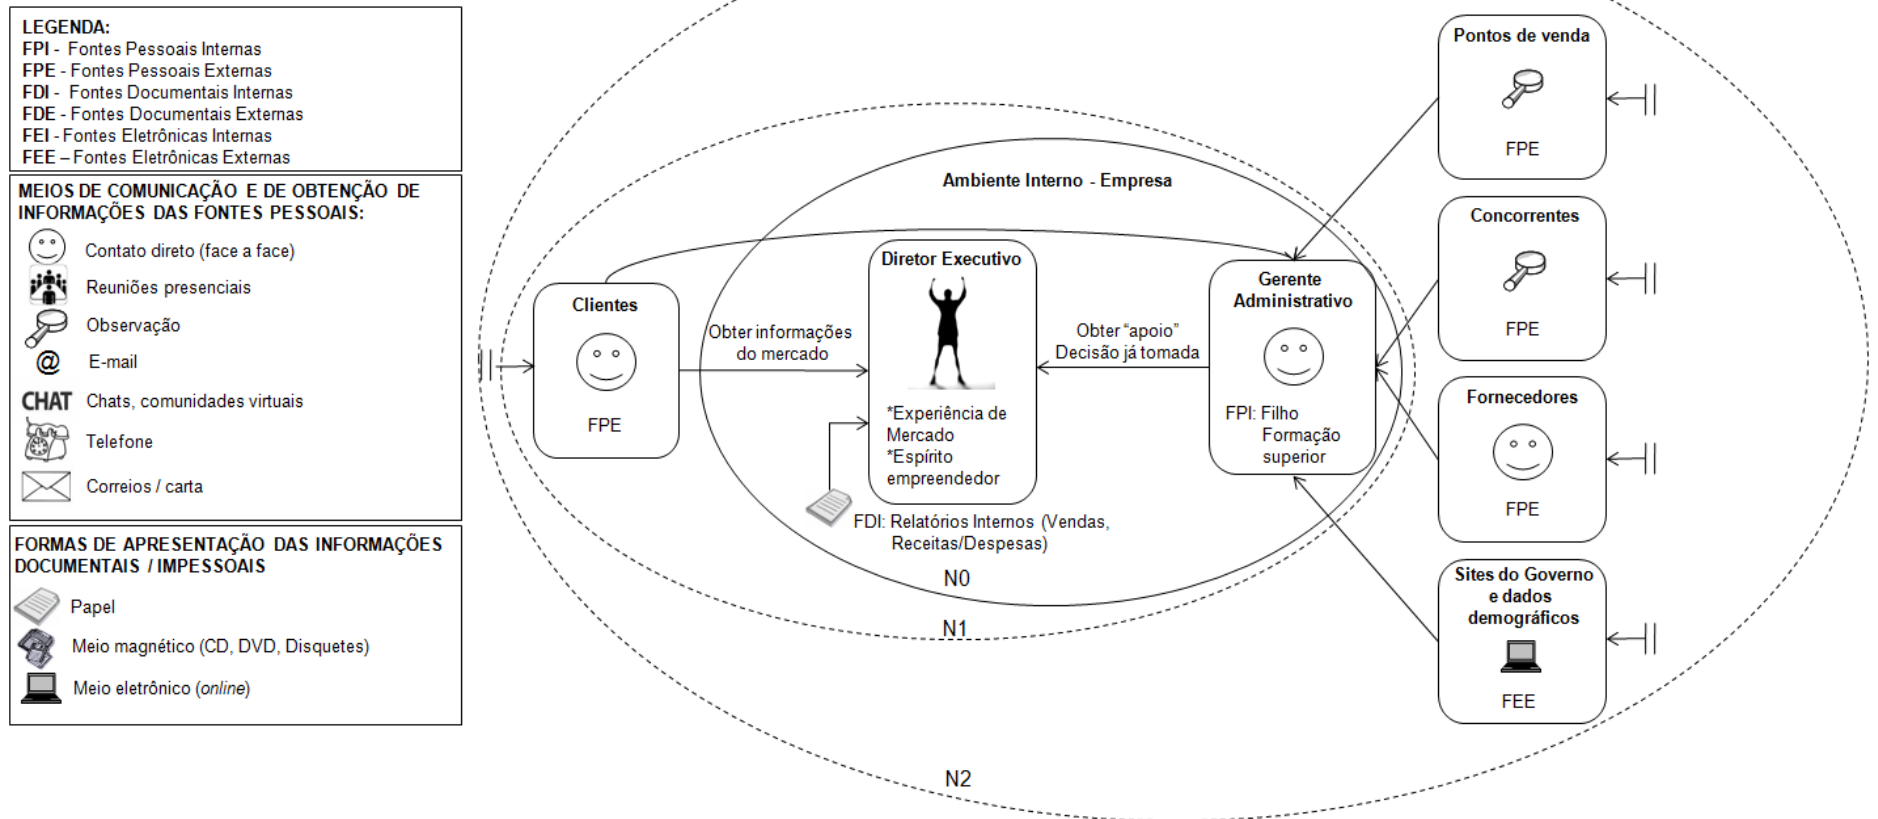 LEGENDA:
FPI - Fontes Pessoais Internas
FPE - Fontes Pessoais Externas
FDI - Fontes Documentais Internas
FDE - Fontes Documentais Externas
FEI - Fontes Eletrônicas Internas
FEE – Fontes Eletrônicas Externas
MEIOS DE COMUNICAÇÃO E DE OBTENÇÃO DE
INFORMAÇÕES DAS FONTES PESSOAIS:
Contato direto (face a face)
Reuniões presenciais
Observação
@ E-mail
CHAT Chats, comunidades virtuais
Telefone
Correios / carta
FORMAS DE APRESENTAÇÃO DAS INFORMAÇÕES
DOCUMENTAIS / IMPESSOAIS
Papel
Meio magnético (CD, DVD, Disquetes)
Meio eletrônico (online)
Ambiente Interno - Empresa
Clientes
FPE
Obter informações
do mercado
Diretor Executivo
*Experiência de
Mercado
*Espírito
empreendedor
FDI: Relatórios Internos (Vendas,
Receitas/Despesas)
Obter “apoio”
Decisão já tomada
Gerente
Administrativo
FPI: Filho
Formação
superior
N0
N1
N2
Pontos de venda
FPE
Concorrentes
FPE
Fornecedores
FPE
Sites do Governo
e dados
demográficos
FEE